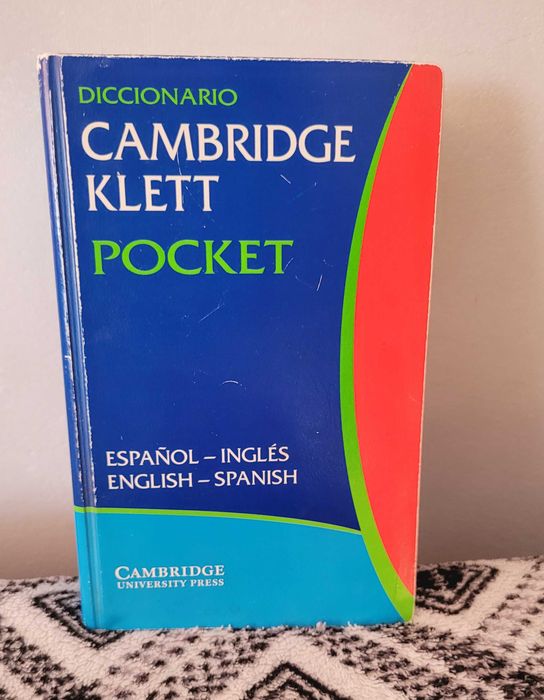 DICCIONARIO
CAMBRIDGE
KLETT
POCKET
ESPAÑOL – INGLÉS
ENGLISH – SPANISH
CAMBRIDGE
UNIVERSITY PRESS